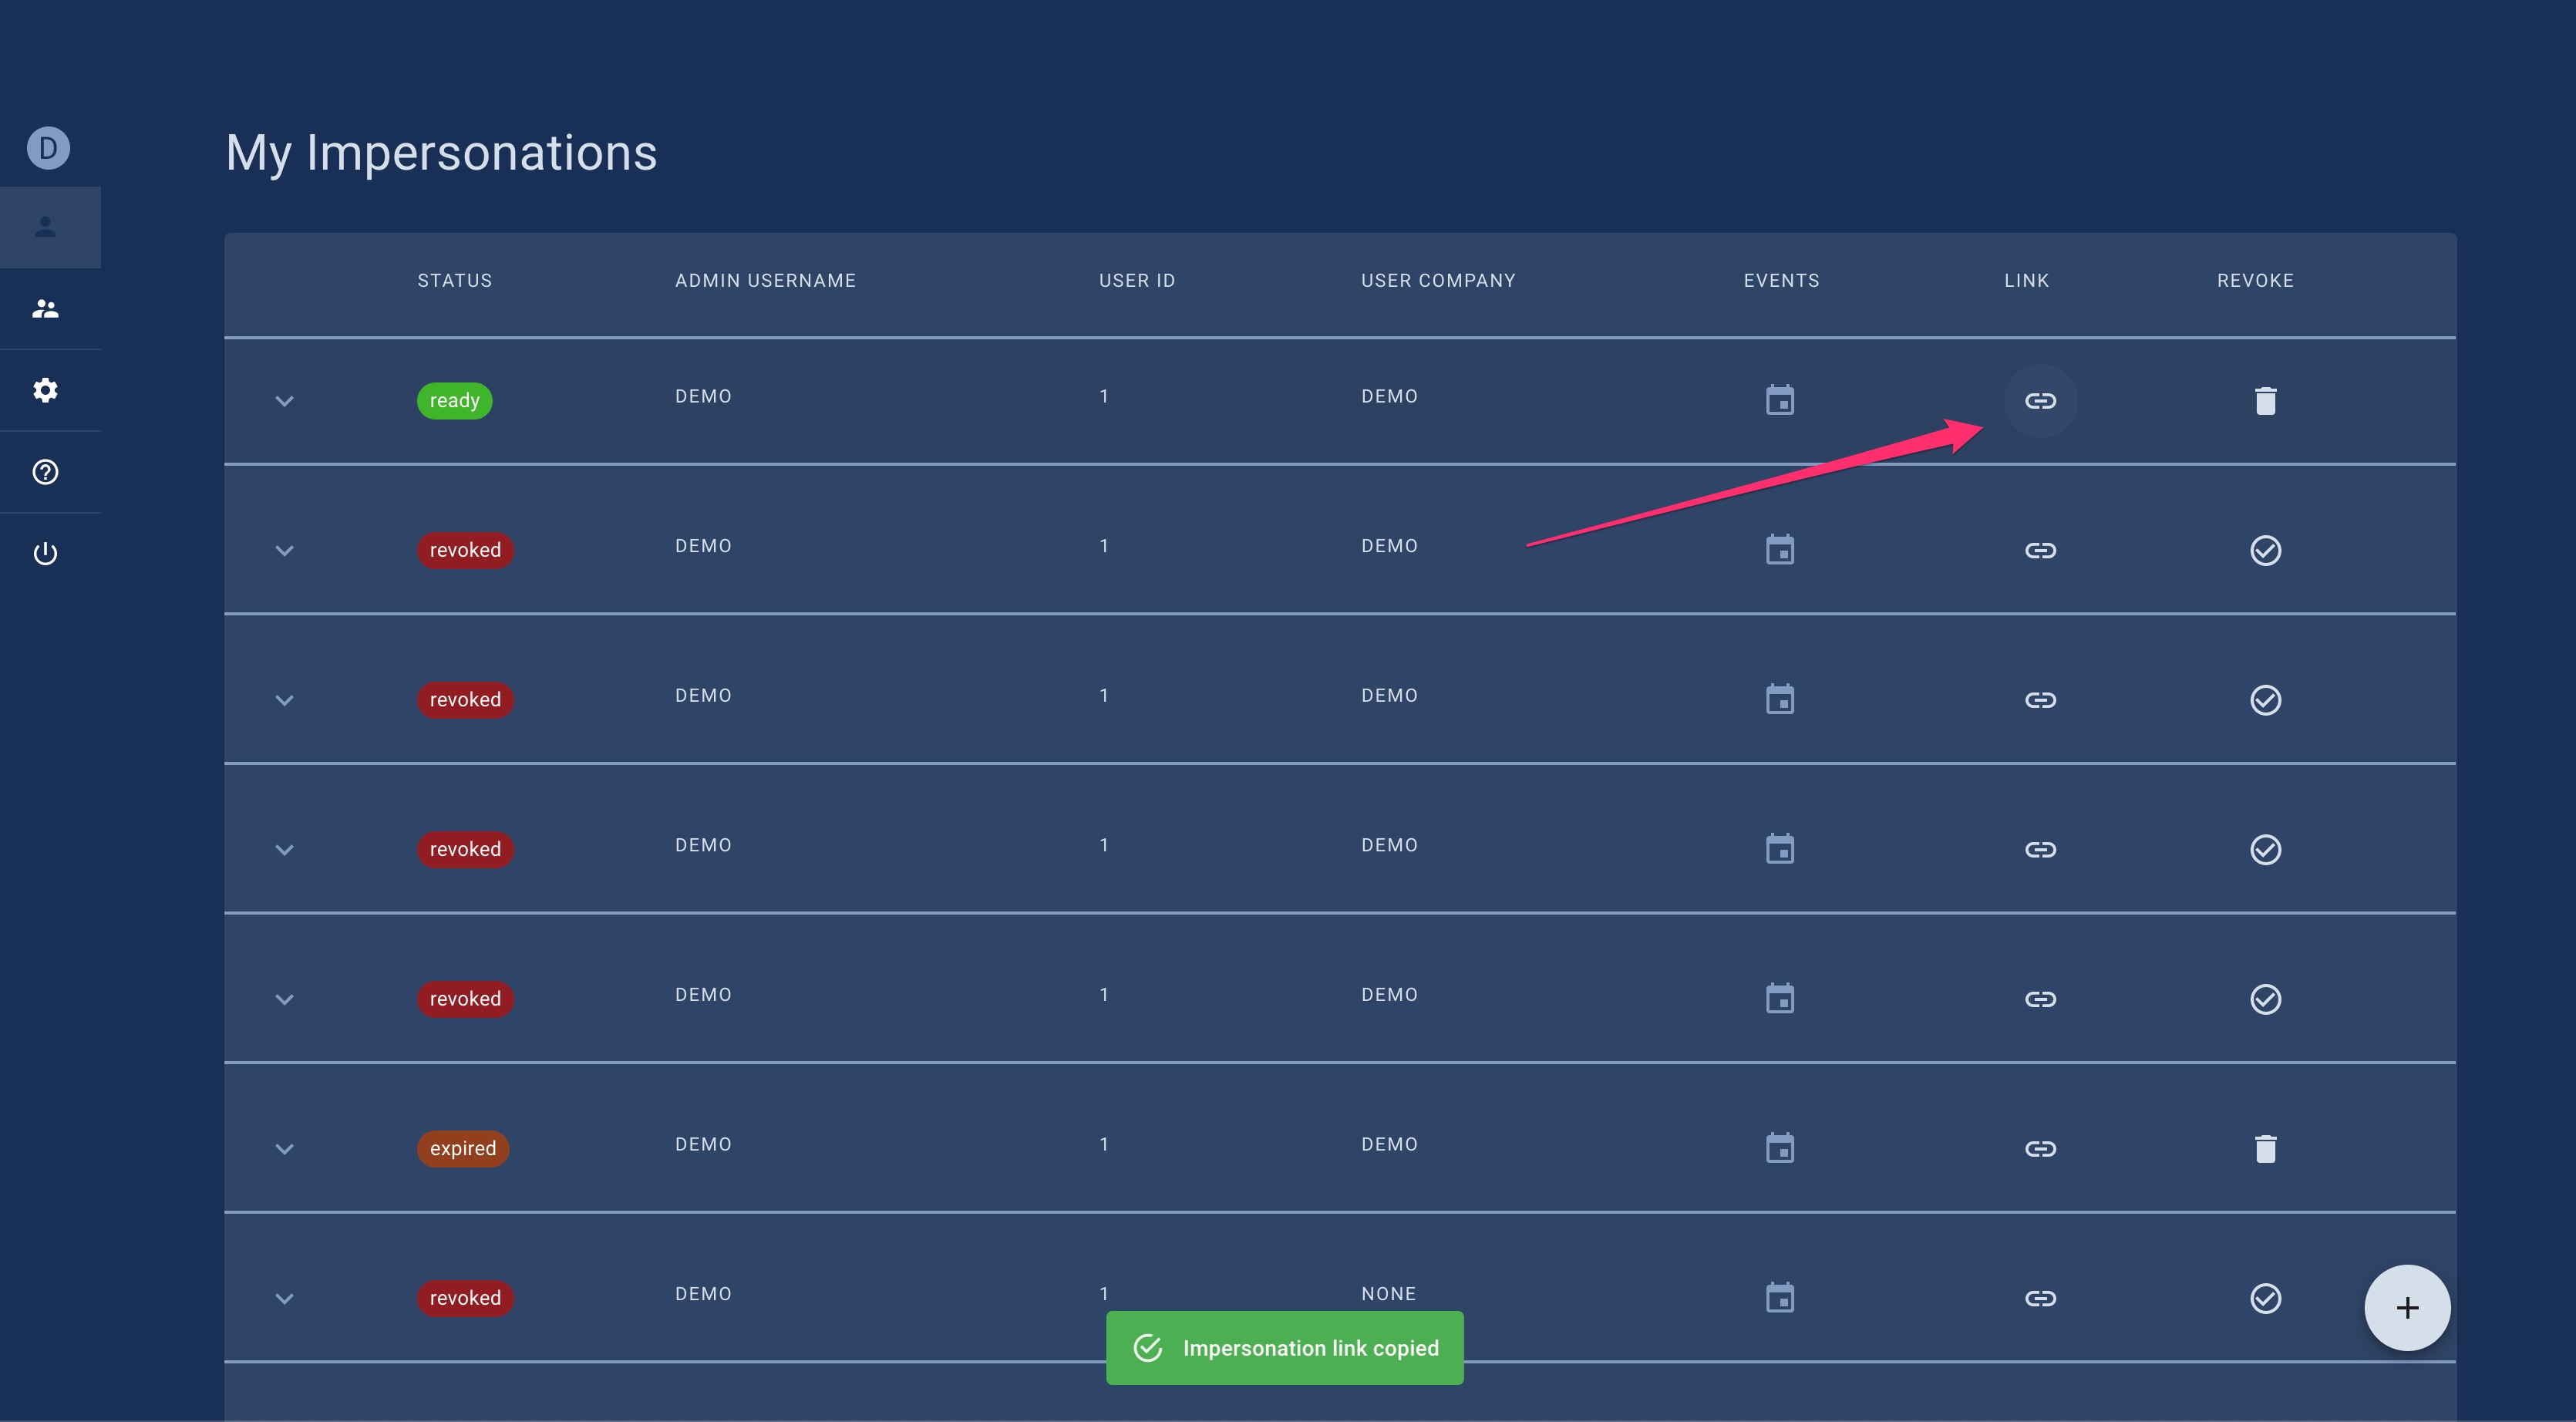 D
My Impersonations
STATUS ADMIN USERNAME USER ID USER COMPANY EVENTS LINK REVOKE
ready DEMO 1 DEMO
revoked DEMO 1 DEMO
revoked DEMO 1 DEMO
revoked DEMO 1 DEMO
revoked DEMO 1 DEMO
expired DEMO 1 DEMO
revoked DEMO 1 NONE
Impersonation link copied